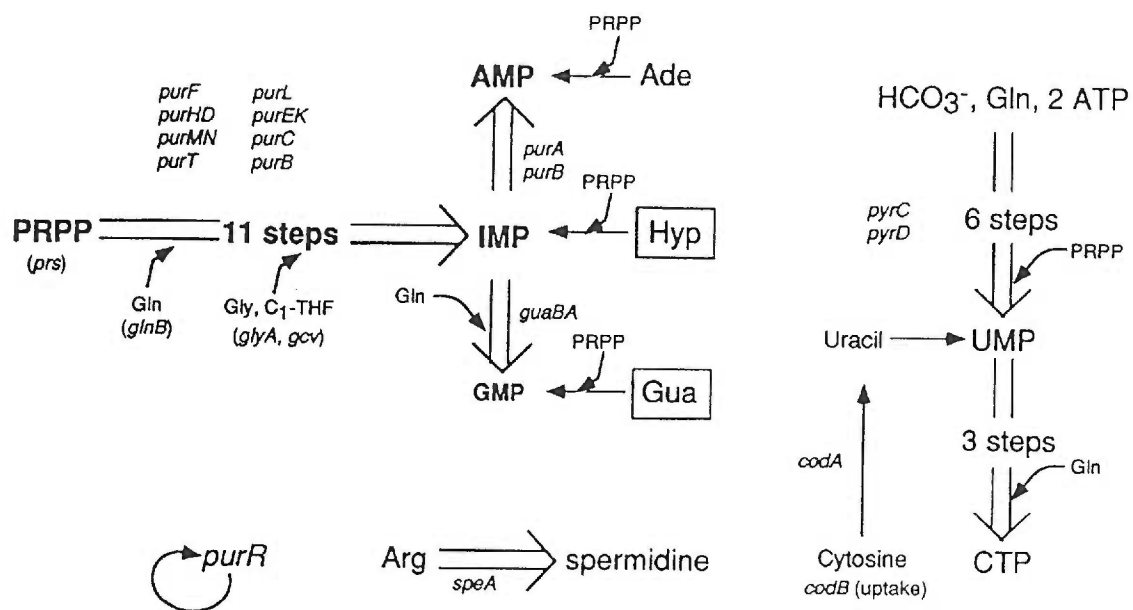 purF purL
purHD purEK
purMN purC
purT purB
PRPP
AMP
Ade
purA
purB
PRPP
PRPP
(prs)
11 steps
IMP
Hyp
Gln
(glnB)
Gly, C₁-THF
(glyA, gcv)
Gln
guaBA
PRPP
GMP
Gua
HCO₃⁻, Gln, 2 ATP
pyrC
pyrD
6 steps
PRPP
Uracil
UMP
codA
3 steps
Gln
Cytosine
codB (uptake)
CTP
purR
Arg
speA
spermidine